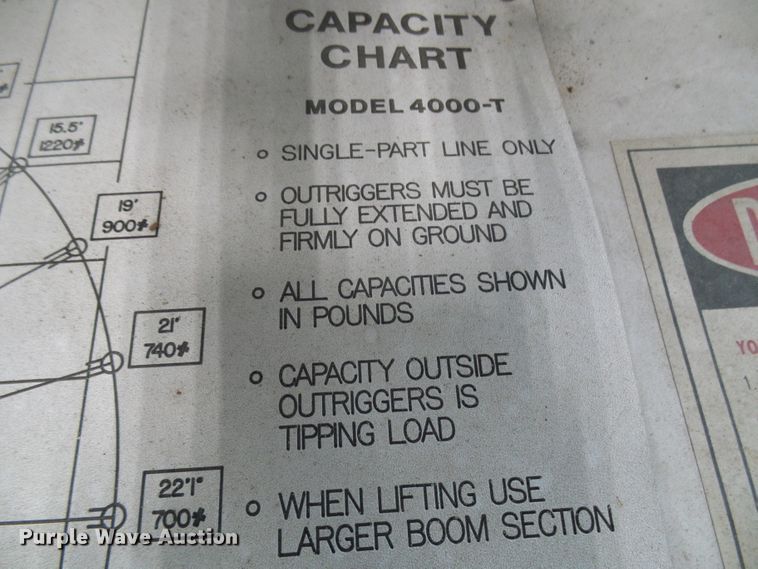 CAPACITY
CHART
MODEL 4000-T
15.5'
1220#
19'
900#
21'
740#
22'1"
700#
o SINGLE-PART LINE ONLY
o OUTRIGGERS MUST BE
FULLY EXTENDED AND
FIRMLY ON GROUND
o ALL CAPACITIES SHOWN
IN POUNDS
o CAPACITY OUTSIDE
OUTRIGGERS IS
TIPPING LOAD
o WHEN LIFTING USE
LARGER BOOM SECTION
YO
1.
Purple Wave Auction